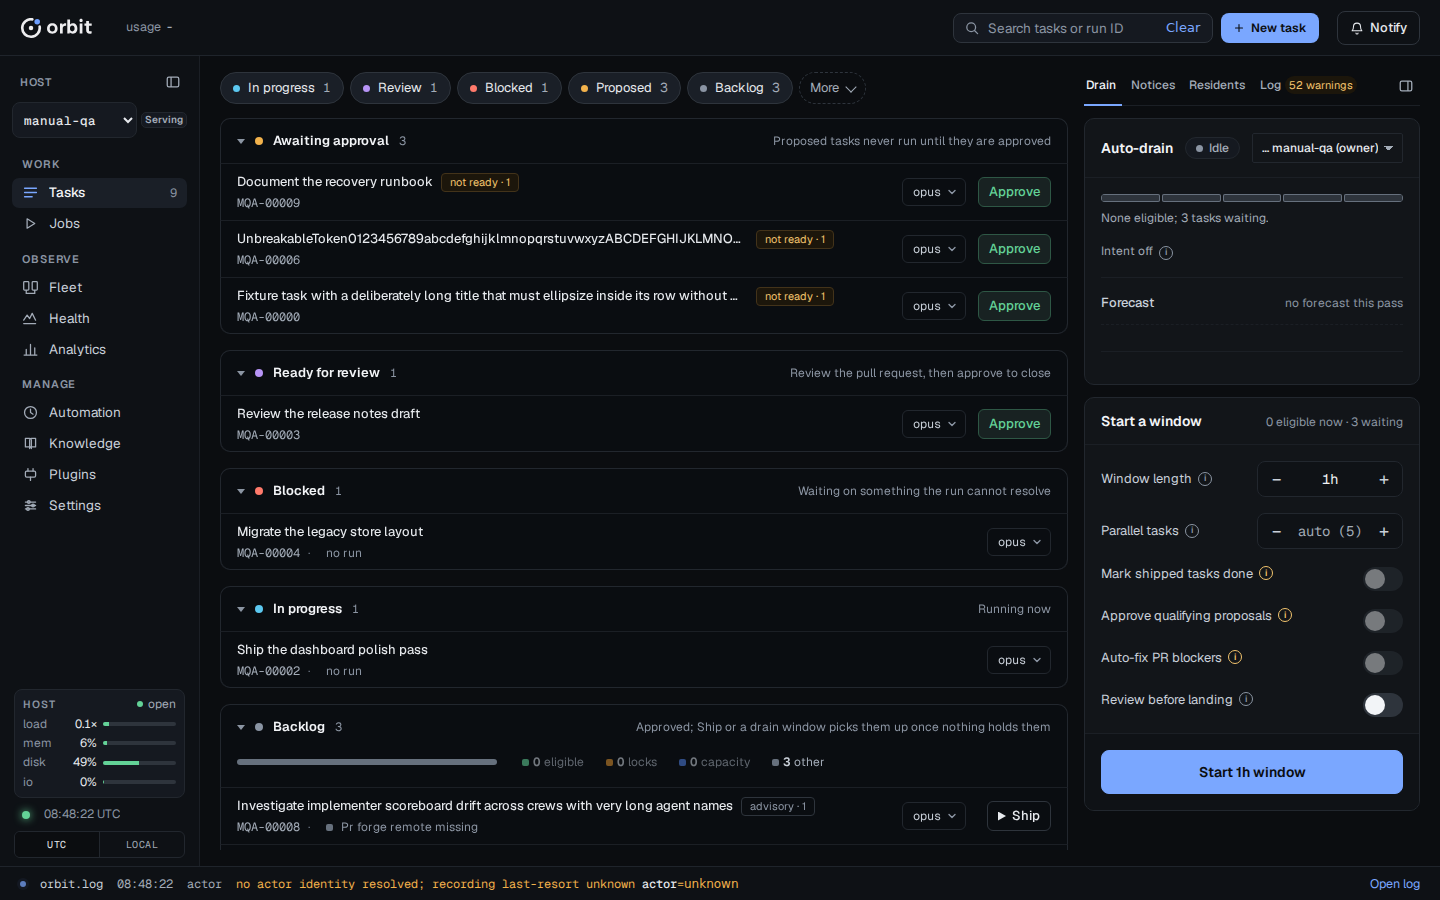 orbit
usage -
Search tasks or run ID
Clear
+ New task
Notify
HOST
manual-qa
Serving
WORK
Tasks 9
Jobs
OBSERVE
Fleet
Health
Analytics
MANAGE
Automation
Knowledge
Plugins
Settings
HOST open
load 0.1×
mem 6%
disk 49%
io 0%
08:48:22 UTC
UTC LOCAL
In progress 1
Review 1
Blocked 1
Proposed 3
Backlog 3
More
Awaiting approval 3
Proposed tasks never run until they are approved
Document the recovery runbook not ready · 1
MQA-00009
opus
Approve
UnbreakableToken0123456789abcdefghijklmnopqrstuvwxyzABCDEFGHIJKLMNO... not ready · 1
MQA-00006
opus
Approve
Fixture task with a deliberately long title that must ellipsize inside its row without ... not ready · 1
MQA-00000
opus
Approve
Ready for review 1
Review the pull request, then approve to close
Review the release notes draft
MQA-00003
opus
Approve
Blocked 1
Waiting on something the run cannot resolve
Migrate the legacy store layout
MQA-00004 · no run
opus
In progress 1
Running now
Ship the dashboard polish pass
MQA-00002 · no run
opus
Backlog 3
Approved; Ship or a drain window picks them up once nothing holds them
0 eligible 0 locks 0 capacity 3 other
Investigate implementer scoreboard drift across crews with very long agent names advisory · 1
MQA-00008 · Pr forge remote missing
opus
Ship
Drain Notices Residents Log 52 warnings
Auto-drain Idle ... manual-qa (owner)
None eligible; 3 tasks waiting.
Intent off
Forecast no forecast this pass
Start a window 0 eligible now · 3 waiting
Window length − 1h +
Parallel tasks − auto (5) +
Mark shipped tasks done
Approve qualifying proposals
Auto-fix PR blockers
Review before landing
Start 1h window
orbit.log 08:48:22 actor no actor identity resolved; recording last-resort unknown actor=unknown
Open log